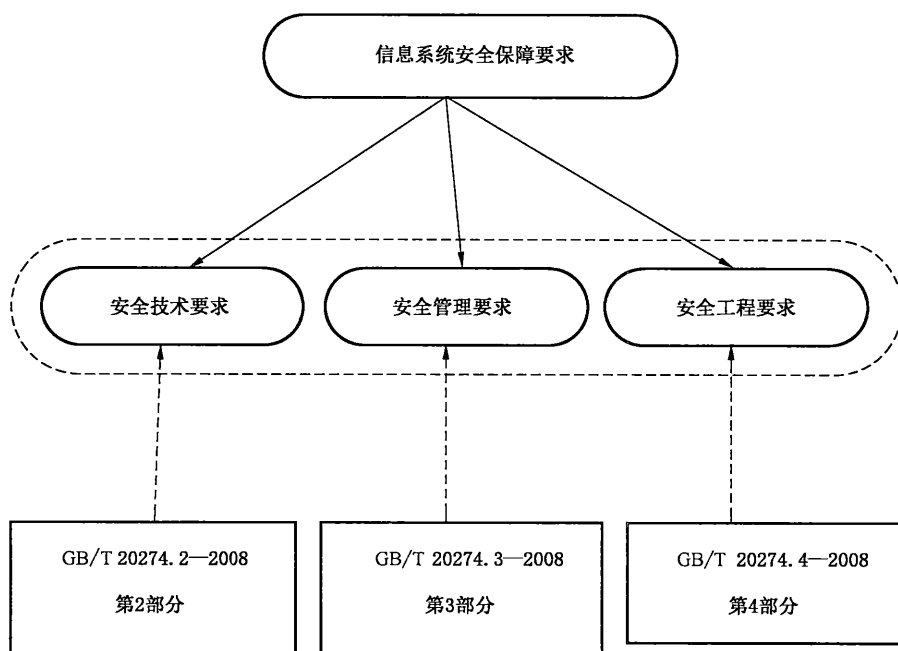 信息系统安全保障要求
安全技术要求
安全管理要求
安全工程要求
GB/T 20274.2—2008
第2部分
GB/T 20274.3—2008
第3部分
GB/T 20274.4—2008
第4部分